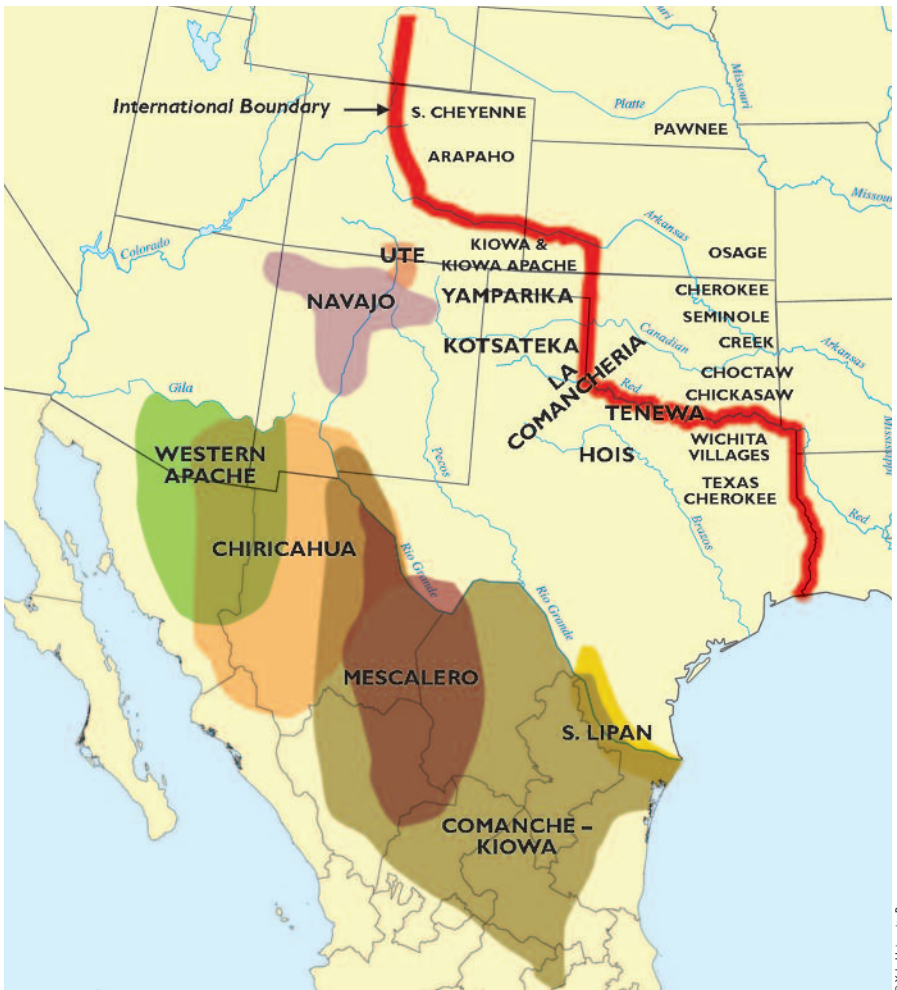 Missouri
International Boundary
S. CHEYENNE
Platte
PAWNEE
ARAPAHO
Missouri
Colorado
Arkansas
KIOWA &
KIOWA APACHE
OSAGE
UTE
NAVAJO
YAMPARIKA
CHEROKEE
SEMINOLE
KOTSATEKA
Canadian
CREEK
Arkansas
LA
COMANCHERIA
CHOCTAW
CHICKASAW
Gila
Red
TENEWA
Mississippi
WESTERN
APACHE
Pecos
HOIS
WICHITA
VILLAGES
TEXAS
CHEROKEE
Brazos
Red
CHIRICAHUA
Rio Grande
Rio Grande
MESCALERO
S. LIPAN
COMANCHE –
KIOWA